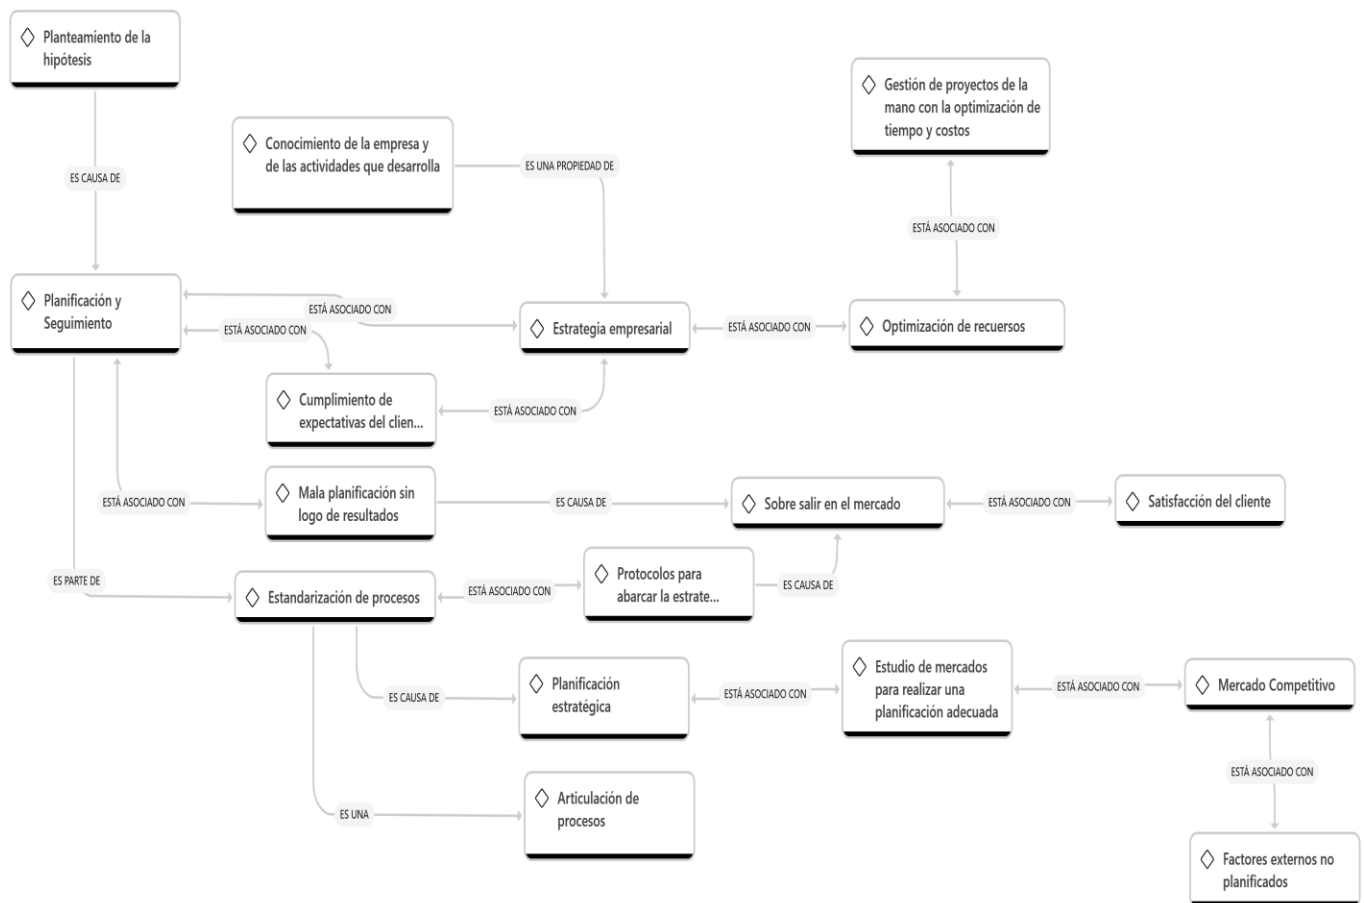 Planteamiento de la
hipótesis
ES CAUSA DE
Conocimiento de la empresa y
de las actividades que desarrolla
ES UNA PROPIEDAD DE
Gestión de proyectos de la
mano con la optimización de
tiempo y costos
ESTÁ ASOCIADO CON
Planificación y
Seguimiento
ESTÁ ASOCIADO CON
ESTÁ ASOCIADO CON
Estrategia empresarial
ESTÁ ASOCIADO CON
Optimización de recuersos
Cumplimiento de
expectativas del clien...
ESTÁ ASOCIADO CON
ESTÁ ASOCIADO CON
Mala planificación sin
logo de resultados
ES CAUSA DE
Sobre salir en el mercado
ESTÁ ASOCIADO CON
Satisfacción del cliente
ES PARTE DE
Estandarización de procesos
ESTÁ ASOCIADO CON
Protocolos para
abarcar la estrate...
ES CAUSA DE
ES CAUSA DE
Planificación
estratégica
ESTÁ ASOCIADO CON
Estudio de mercados
para realizar una
planificación adecuada
ESTÁ ASOCIADO CON
Mercado Competitivo
ESTÁ ASOCIADO CON
ES UNA
Articulación de
procesos
Factores externos no
planificados